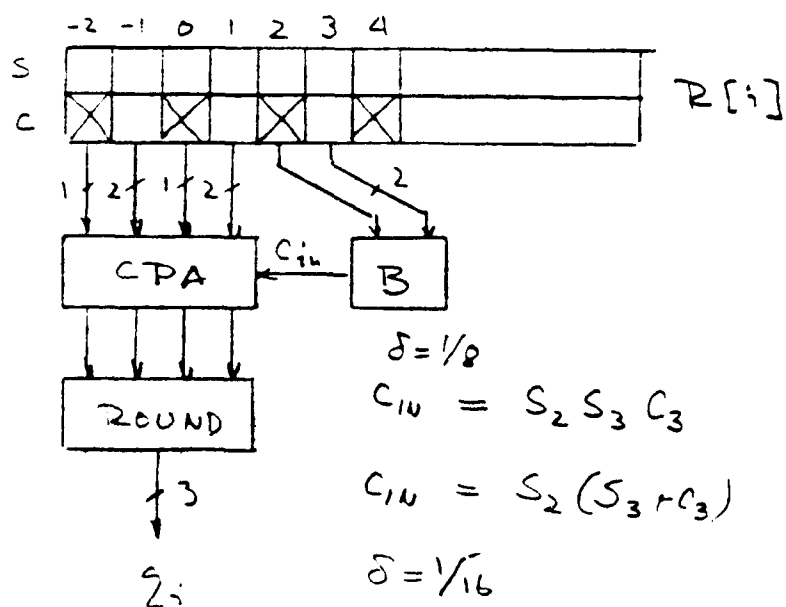 -2 -1 0 1 2 3 4
S
C
R[i]
1 2 1 2 2
CPA
Cin
B
δ = 1/8
CIN = S2 S3 C3
ROUND
3
CIN = S2 (S3 + C3)
qi
δ = 1/16